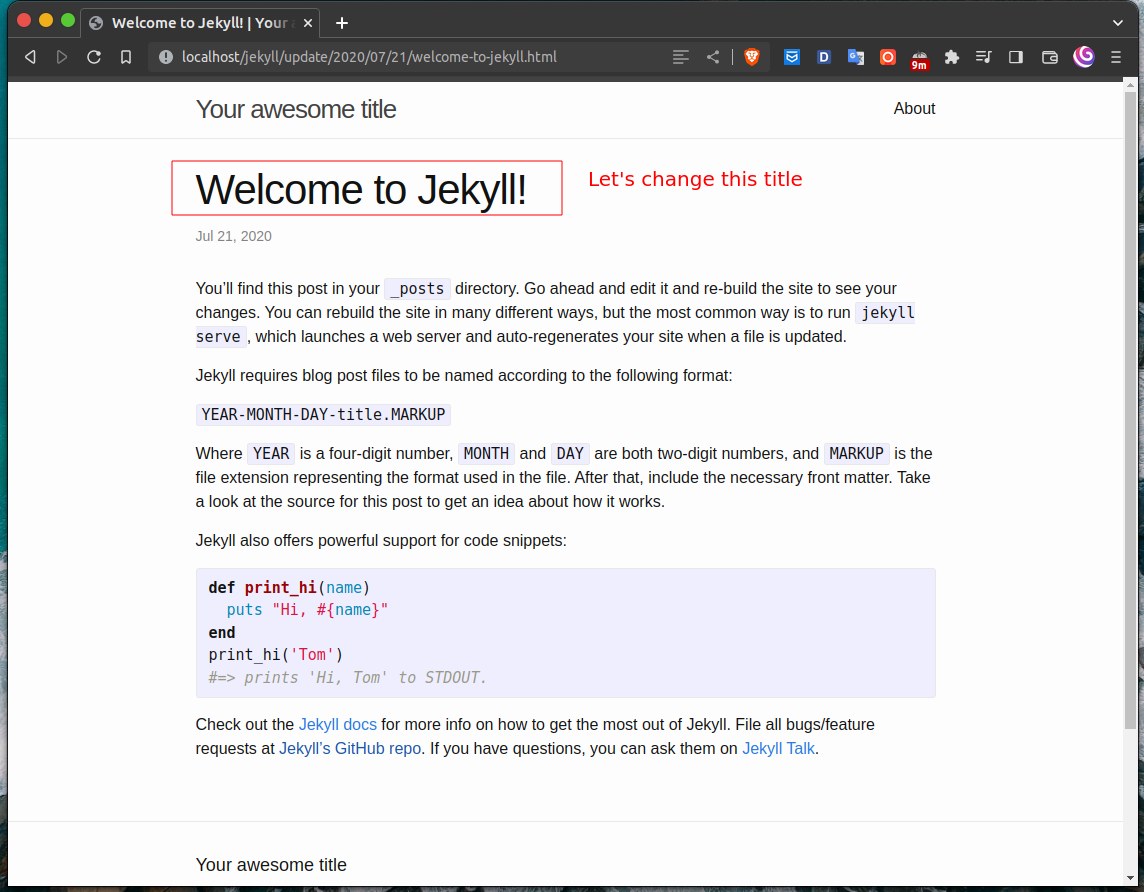 Welcome to Jekyll! | Your
localhost/jekyll/update/2020/07/21/welcome-to-jekyll.html
D
G
9m
Your awesome title
About
Welcome to Jekyll!
Let's change this title
Jul 21, 2020
You’ll find this post in your _posts directory. Go ahead and edit it and re-build the site to see your
changes. You can rebuild the site in many different ways, but the most common way is to run jekyll
serve , which launches a web server and auto-regenerates your site when a file is updated.
Jekyll requires blog post files to be named according to the following format:
YEAR-MONTH-DAY-title.MARKUP
Where YEAR is a four-digit number, MONTH and DAY are both two-digit numbers, and MARKUP is the
file extension representing the format used in the file. After that, include the necessary front matter. Take
a look at the source for this post to get an idea about how it works.
Jekyll also offers powerful support for code snippets:
def print_hi(name)
  puts "Hi, #{name}"
end
print_hi('Tom')
#=> prints 'Hi, Tom' to STDOUT.
Check out the Jekyll docs for more info on how to get the most out of Jekyll. File all bugs/feature
requests at Jekyll’s GitHub repo. If you have questions, you can ask them on Jekyll Talk.
Your awesome title